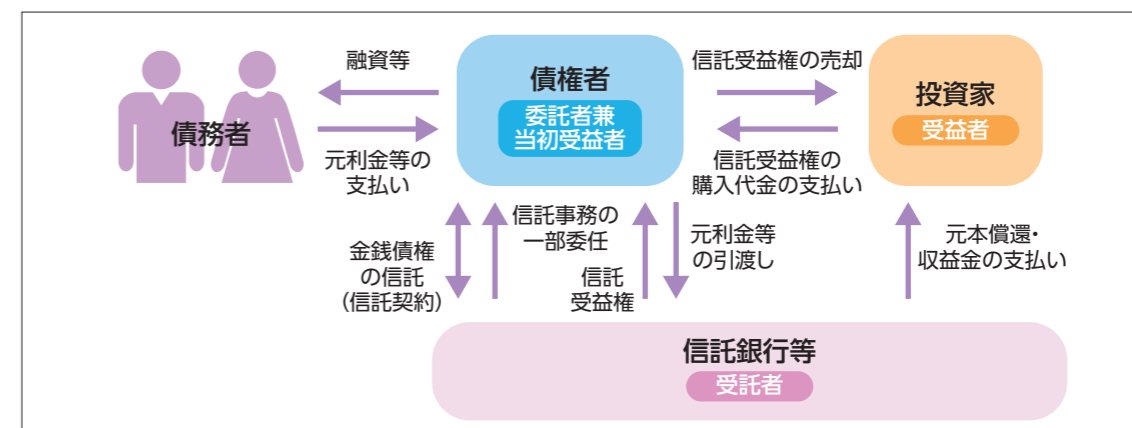 融資等
債務者
元利金等の
支払い
債権者
委託者兼
当初受益者
信託受益権の売却
信託受益権の
購入代金の支払い
投資家
受益者
金銭債権
の信託
（信託契約）
信託事務の
一部委任
信託
受益権
元利金等
の引渡し
元本償還・
収益金の支払い
信託銀行等
受託者